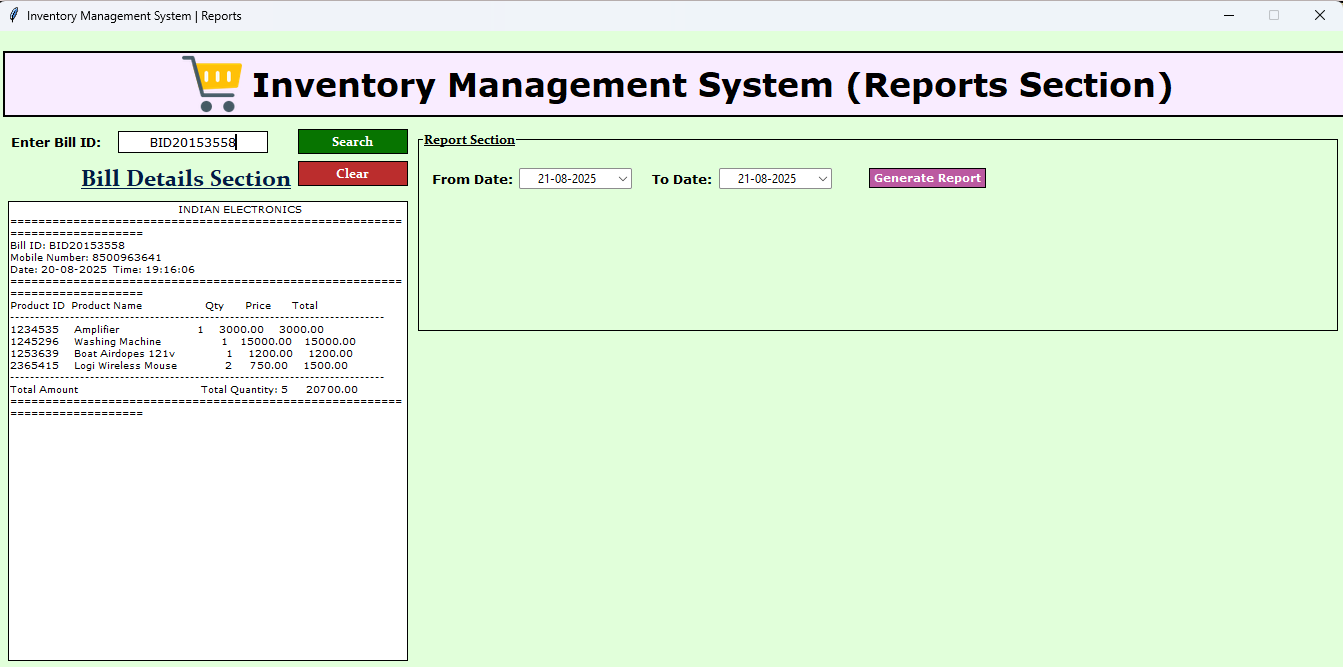 Inventory Management System | Reports
Inventory Management System (Reports Section)
Enter Bill ID: BID20153558 Search
Bill Details Section Clear
INDIAN ELECTRONICS
========================================================
===================
Bill ID: BID20153558
Mobile Number: 8500963641
Date: 20-08-2025 Time: 19:16:06
========================================================
===================
Product ID Product Name Qty Price Total
--------------------------------------------------------------------------------
1234535 Amplifier 1 3000.00 3000.00
1245296 Washing Machine 1 15000.00 15000.00
1253639 Boat Airdopes 121v 1 1200.00 1200.00
2365415 Logi Wireless Mouse 2 750.00 1500.00
--------------------------------------------------------------------------------
Total Amount Total Quantity: 5 20700.00
========================================================
===================
Report Section
From Date: 21-08-2025 To Date: 21-08-2025 Generate Report